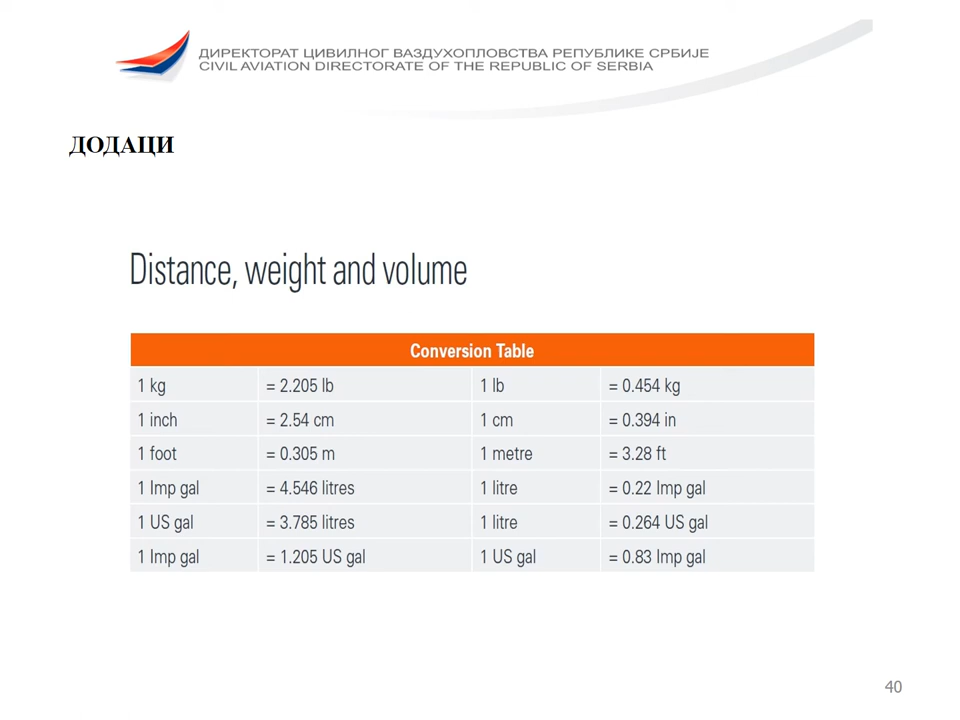 ДИРЕКТОРАТ ЦИВИЛНОГ ВАЗДУХОПЛОВСТВА РЕПУБЛИКЕ СРБИЈЕ
CIVIL AVIATION DIRECTORATE OF THE REPUBLIC OF SERBIA
ДОДАЦИ
Distance, weight and volume
Conversion Table
1 kg = 2.205 lb 1 lb = 0.454 kg
1 inch = 2.54 cm 1 cm = 0.394 in
1 foot = 0.305 m 1 metre = 3.28 ft
1 Imp gal = 4.546 litres 1 litre = 0.22 Imp gal
1 US gal = 3.785 litres 1 litre = 0.264 US gal
1 Imp gal = 1.205 US gal 1 US gal = 0.83 Imp gal
40